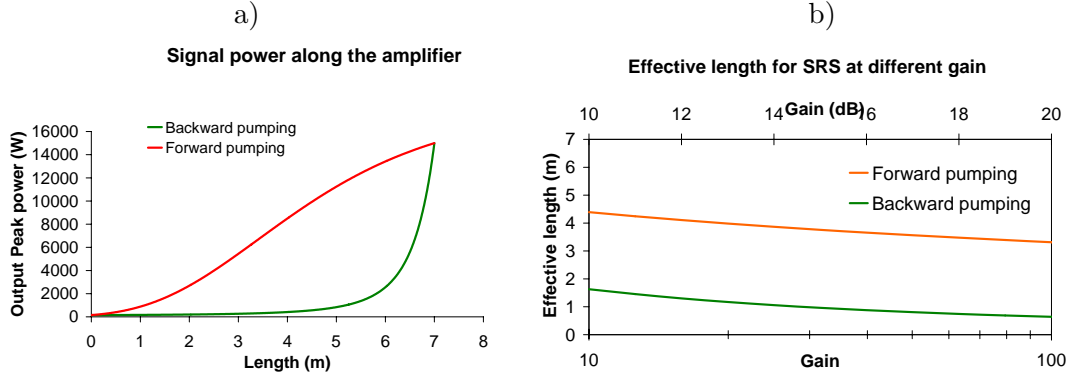 a)
Signal power along the amplifier
Backward pumping
Forward pumping
Output Peak power (W)
16000
14000
12000
10000
8000
6000
4000
2000
0
0 1 2 3 4 5 6 7 8
Length (m)
b)
Effective length for SRS at different gain
Gain (dB)
10 12 14 16 18 20
Effective length (m)
7
6
5
4
3
2
1
0
Forward pumping
Backward pumping
10 100
Gain